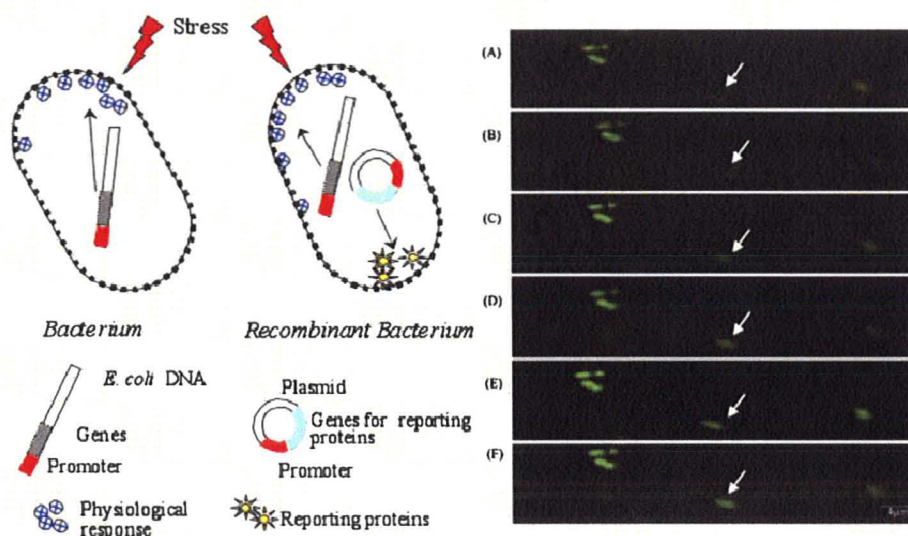 Stress
Bacterium
Recombinant Bacterium
E. coli DNA
Genes
Promoter
Physiological
response
Plasmid
Genes for reporting
proteins
Promoter
Reporting proteins
(A)
(B)
(C)
(D)
(E)
(F)